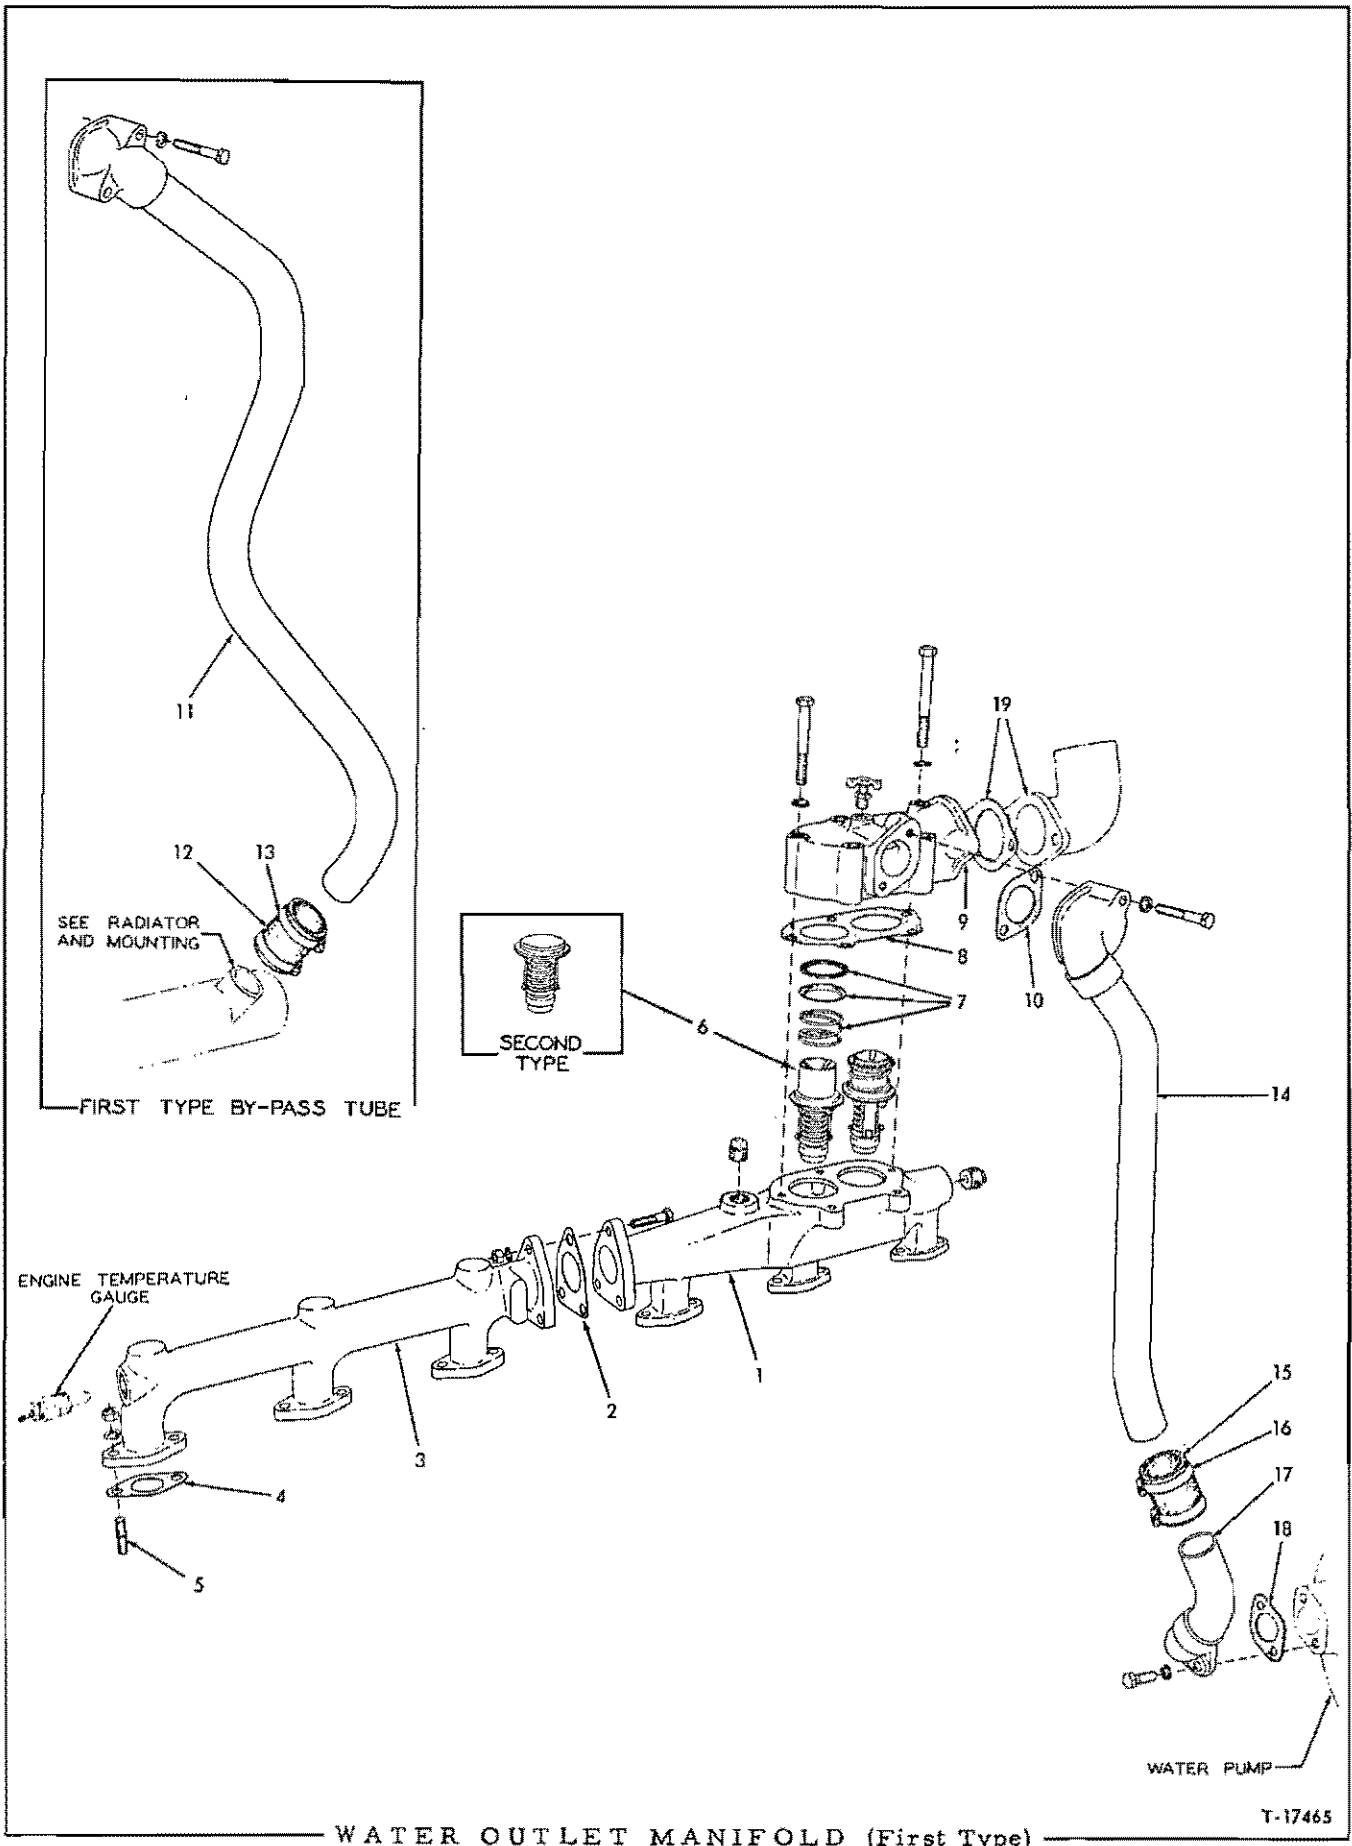 11
12
13
SEE RADIATOR
AND MOUNTING
FIRST TYPE BY-PASS TUBE
19
9
8
10
7
6
SECOND
TYPE
14
ENGINE TEMPERATURE
GAUGE
1
2
3
4
5
15
16
17
18
WATER PUMP
T-17465
WATER OUTLET MANIFOLD (First Type)